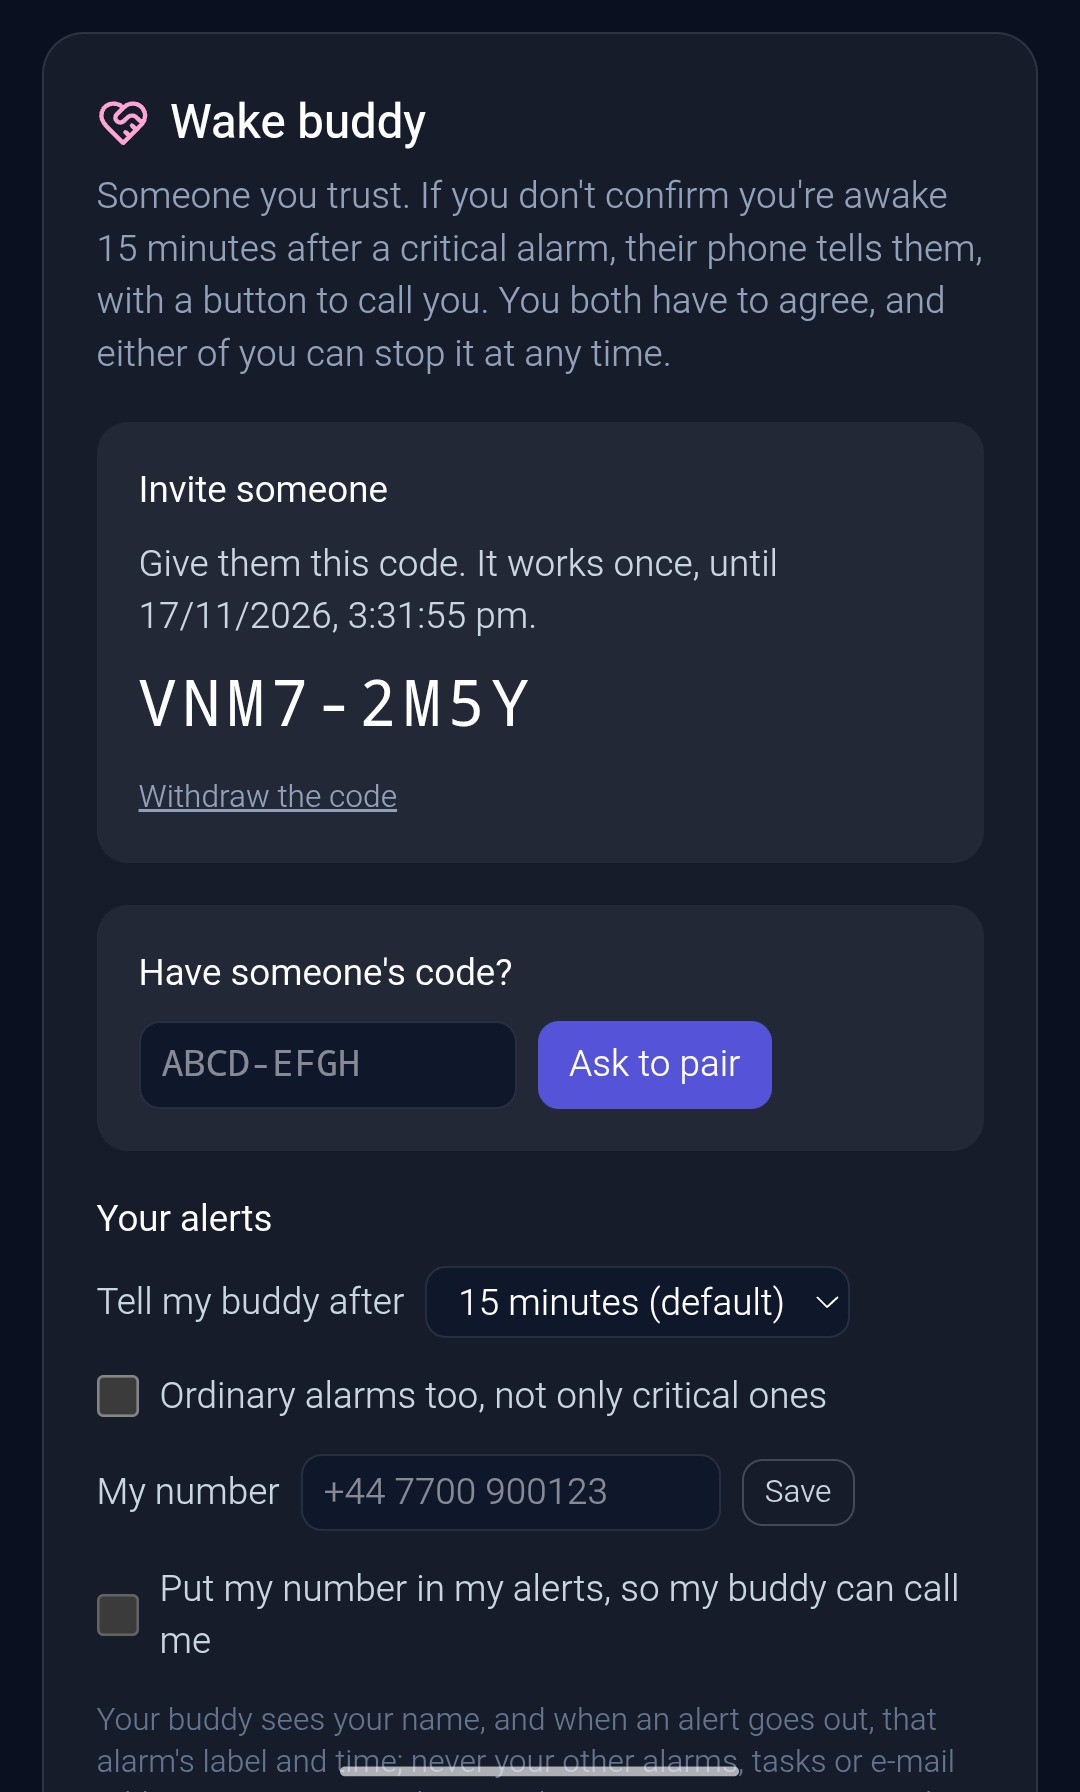 Wake buddy
Someone you trust. If you don't confirm you're awake
15 minutes after a critical alarm, their phone tells them,
with a button to call you. You both have to agree, and
either of you can stop it at any time.
Invite someone
Give them this code. It works once, until
17/11/2026, 3:31:55 pm.
VNM7-2M5Y
Withdraw the code
Have someone's code?
ABCD-EFGH
Ask to pair
Your alerts
Tell my buddy after
15 minutes (default)
Ordinary alarms too, not only critical ones
My number
+44 7700 900123
Save
Put my number in my alerts, so my buddy can call
me
Your buddy sees your name, and when an alert goes out, that
alarm's label and time; never your other alarms, tasks or e-mail